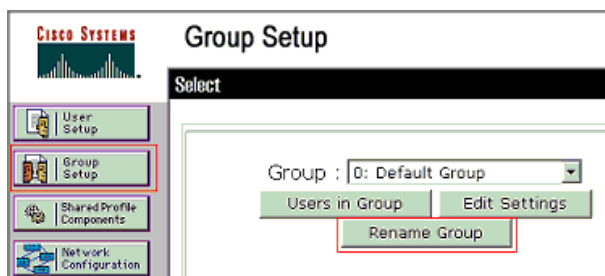 CISCO SYSTEMS
Group Setup
Select
User
Setup
Group
Setup
Shared Profile
Components
Network
Configuration
Group : 0: Default Group
Users in Group Edit Settings
Rename Group